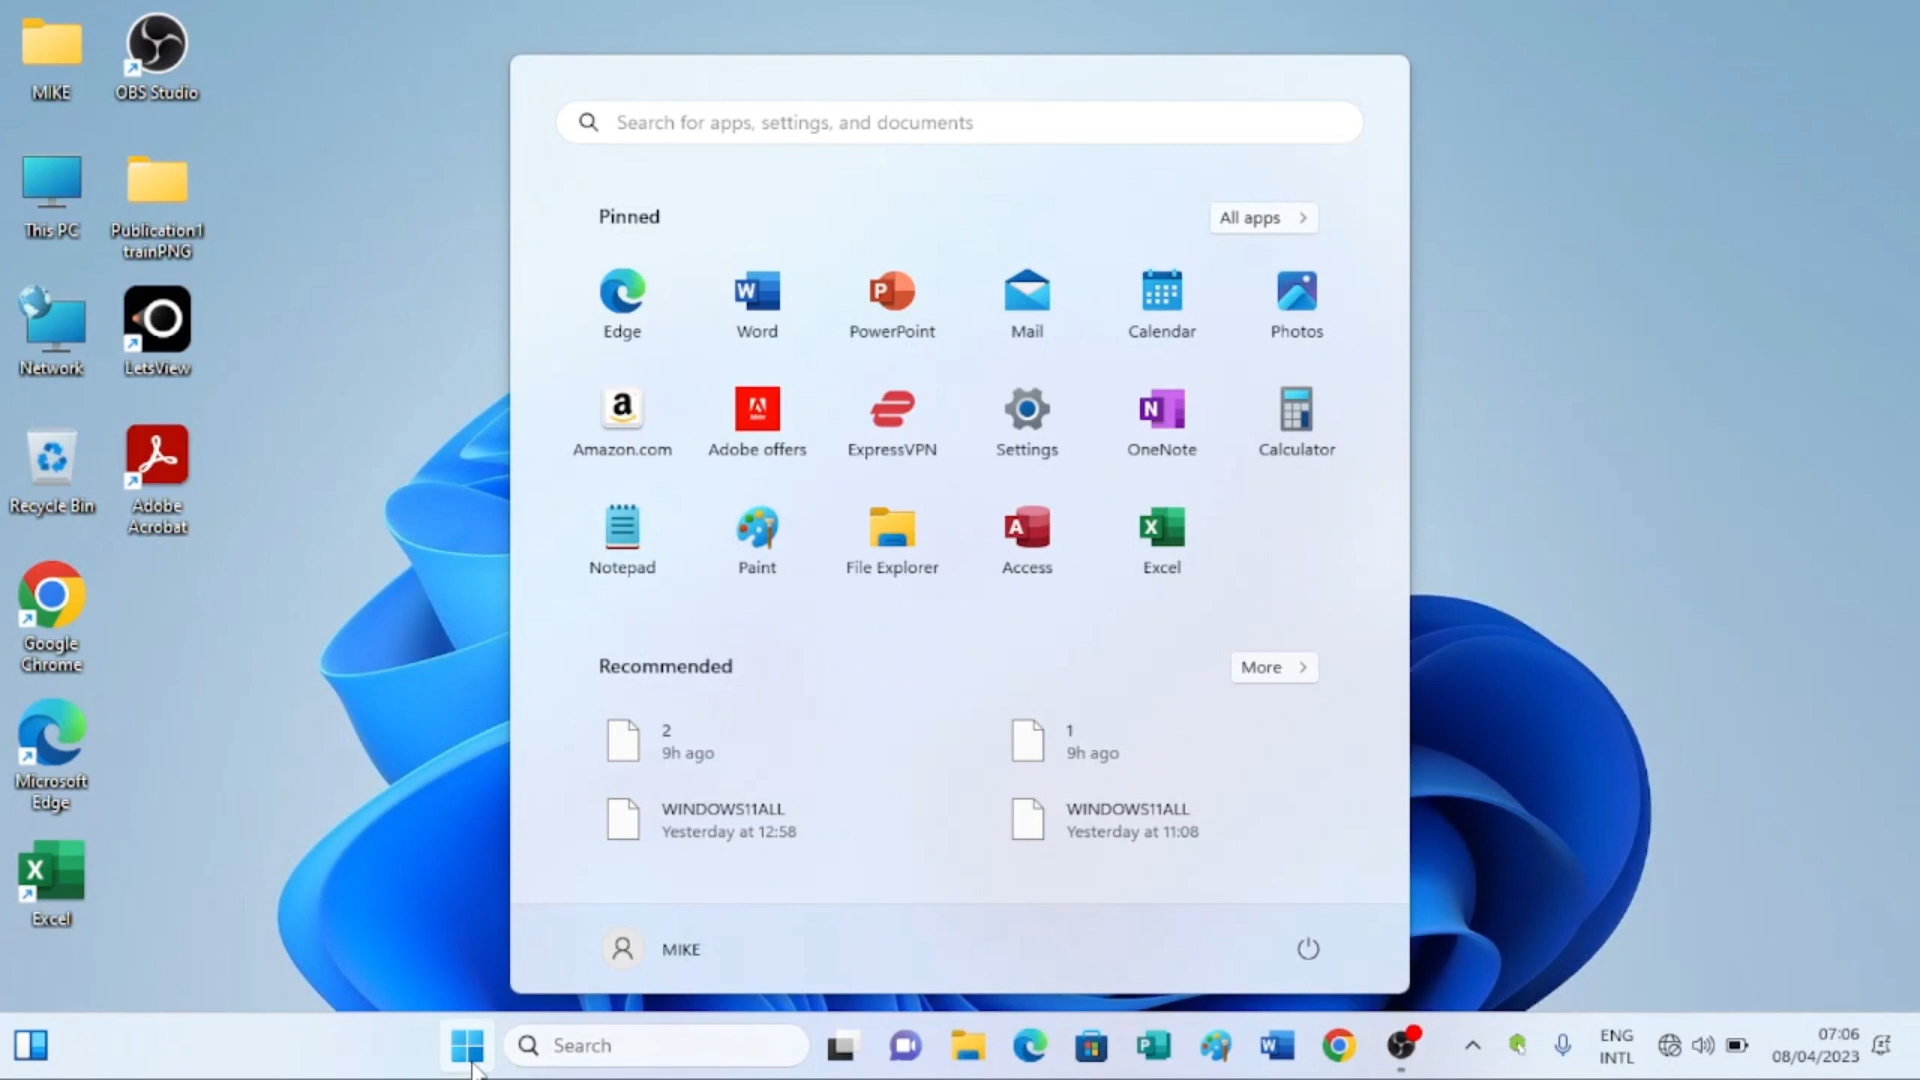 MIKE
OBS Studio
This PC
Publication1
trainPNG
Network
LetsView
Recycle Bin
Adobe
Acrobat
Google
Chrome
Microsoft
Edge
Excel
Search for apps, settings, and documents
Pinned
All apps
Edge
Word
PowerPoint
Mail
Calendar
Photos
Amazon.com
Adobe offers
ExpressVPN
Settings
OneNote
Calculator
Notepad
Paint
File Explorer
Access
Excel
Recommended
More
2
9h ago
1
9h ago
WINDOWS11ALL
Yesterday at 12:58
WINDOWS11ALL
Yesterday at 11:08
MIKE
Search
ENG
INTL
07:06
08/04/2023